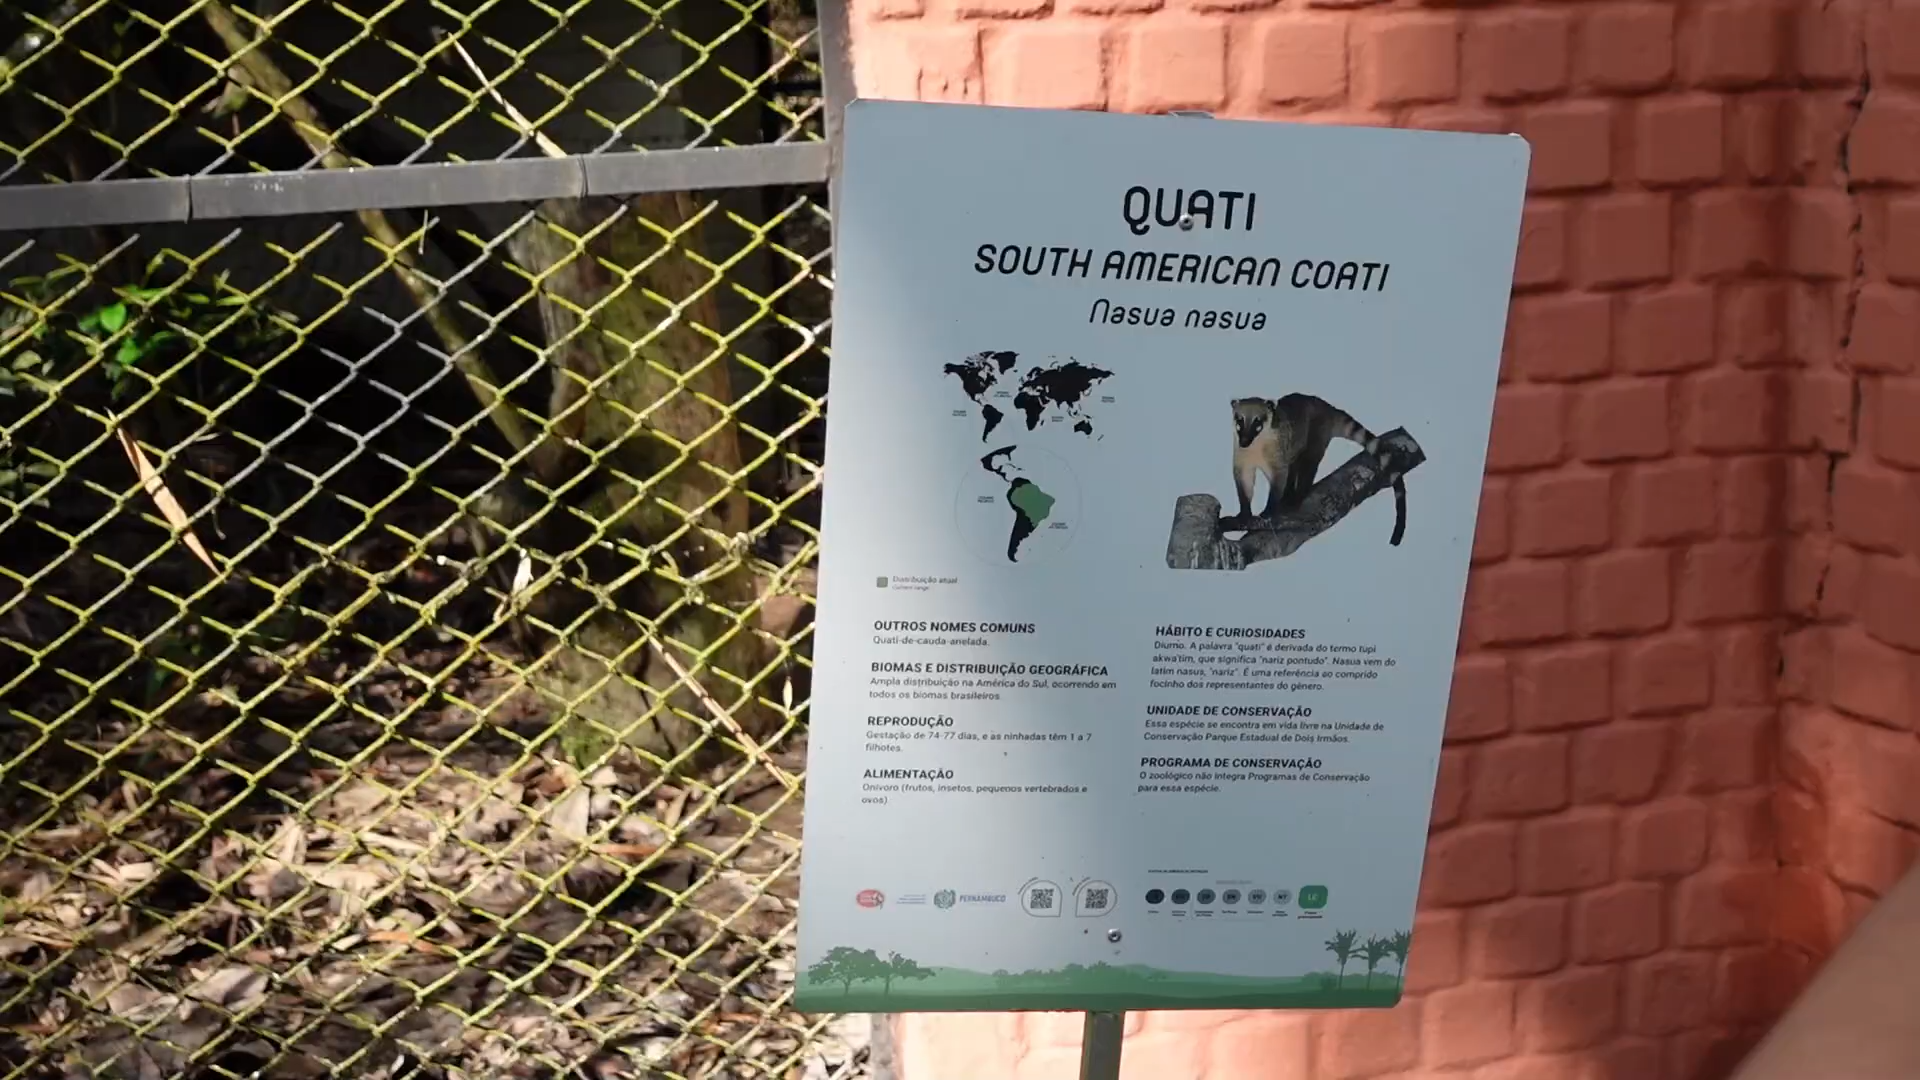 QUATI
SOUTH AMERICAN COATI
Nasua nasua
Distribuição atual
Current range
OUTROS NOMES COMUNS
Quati-de-cauda-anelada.
BIOMAS E DISTRIBUIÇÃO GEOGRÁFICA
Ampla distribuição na América do Sul, ocorrendo em
todos os biomas brasileiros.
REPRODUÇÃO
Gestação de 74-77 dias, e as ninhadas têm 1 a 7
filhotes.
ALIMENTAÇÃO
Onívoro (frutos, insetos, pequenos vertebrados e
ovos)
HÁBITO E CURIOSIDADES
Diurno. A palavra "quati" é derivada do termo tupi
akwa'tim, que significa "nariz pontudo". Nasua vem do
latim nasus, "nariz". É uma referência ao comprido
focinho dos representantes do gênero.
UNIDADE DE CONSERVAÇÃO
Essa espécie se encontra em vida livre na Unidade de
Conservação Parque Estadual de Dois Irmãos.
PROGRAMA DE CONSERVAÇÃO
O zoológico não integra Programas de Conservação
para essa espécie.
PERNAMBUCO
LC